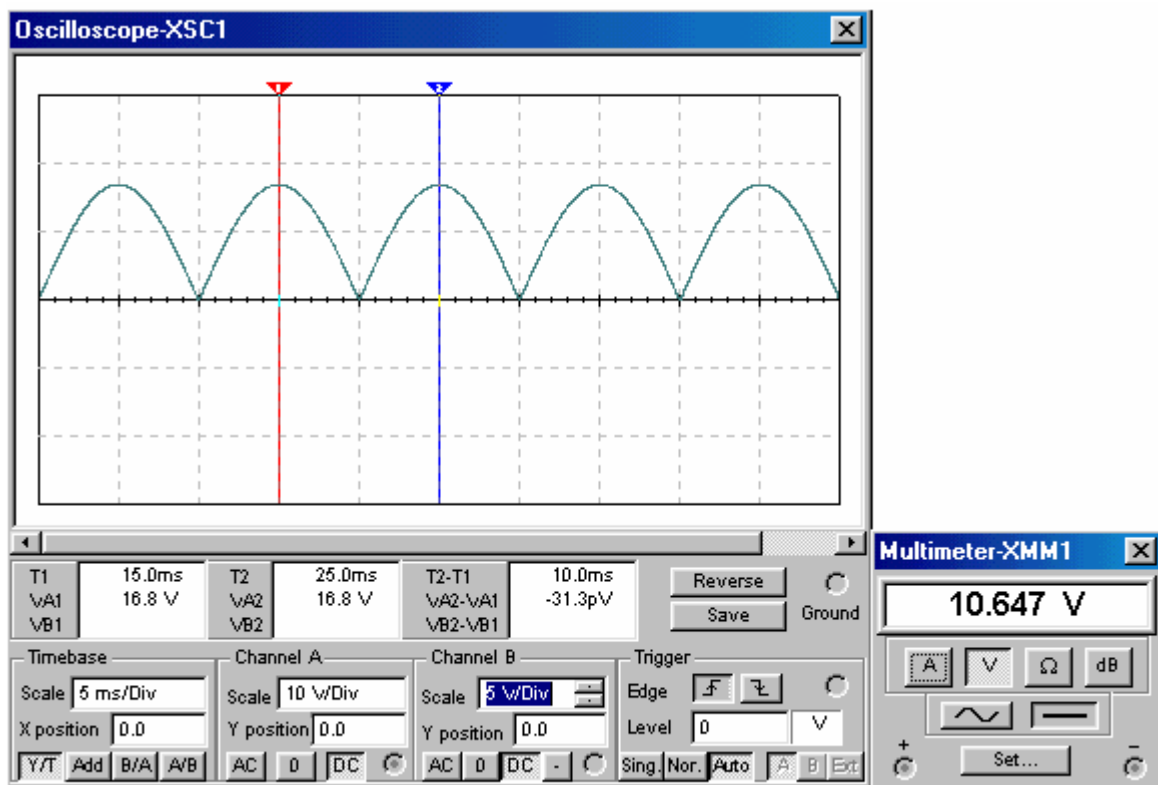 Oscilloscope-XSC1
1 2
T1 15.0ms T2 25.0ms T2-T1 10.0ms
VA1 16.8 V VA2 16.8 V VA2-VA1 -31.3pV
VB1 VB2 VB2-VB1
Reverse
Save
Ground
Timebase
Scale 5 ms/Div
X position 0.0
Y/T Add B/A A/B
Channel A
Scale 10 V/Div
Y position 0.0
AC 0 DC
Channel B
Scale 5 V/Div
Y position 0.0
AC 0 DC -
Trigger
Edge
Level 0 V
Sing. Nor. Auto A B Ext
Multimeter-XMM1
10.647 V
A V Ω dB
+ Set... -